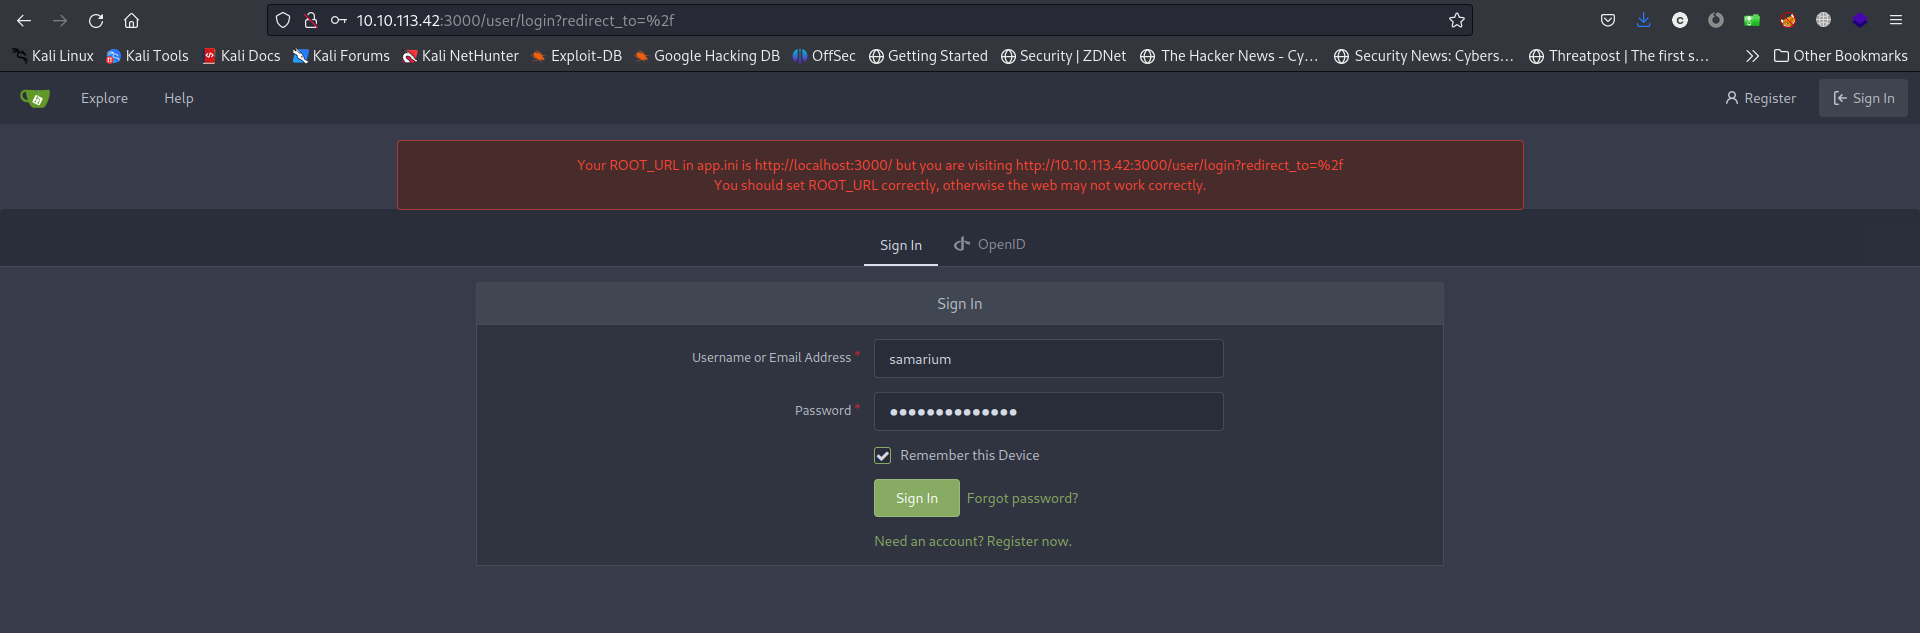 10.10.113.42:3000/user/login?redirect_to=%2f
Kali Linux Kali Tools Kali Docs Kali Forums Kali NetHunter Exploit-DB Google Hacking DB OffSec Getting Started Security | ZDNet The Hacker News - Cy... Security News: Cybers... Threatpost | The first s... Other Bookmarks
Explore Help Register Sign In
Your ROOT_URL in app.ini is http://localhost:3000/ but you are visiting http://10.10.113.42:3000/user/login?redirect_to=%2f
You should set ROOT_URL correctly, otherwise the web may not work correctly.
Sign In OpenID
Sign In
Username or Email Address * samarium
Password * ●●●●●●●●●●●●●●
Remember this Device
Sign In Forgot password?
Need an account? Register now.